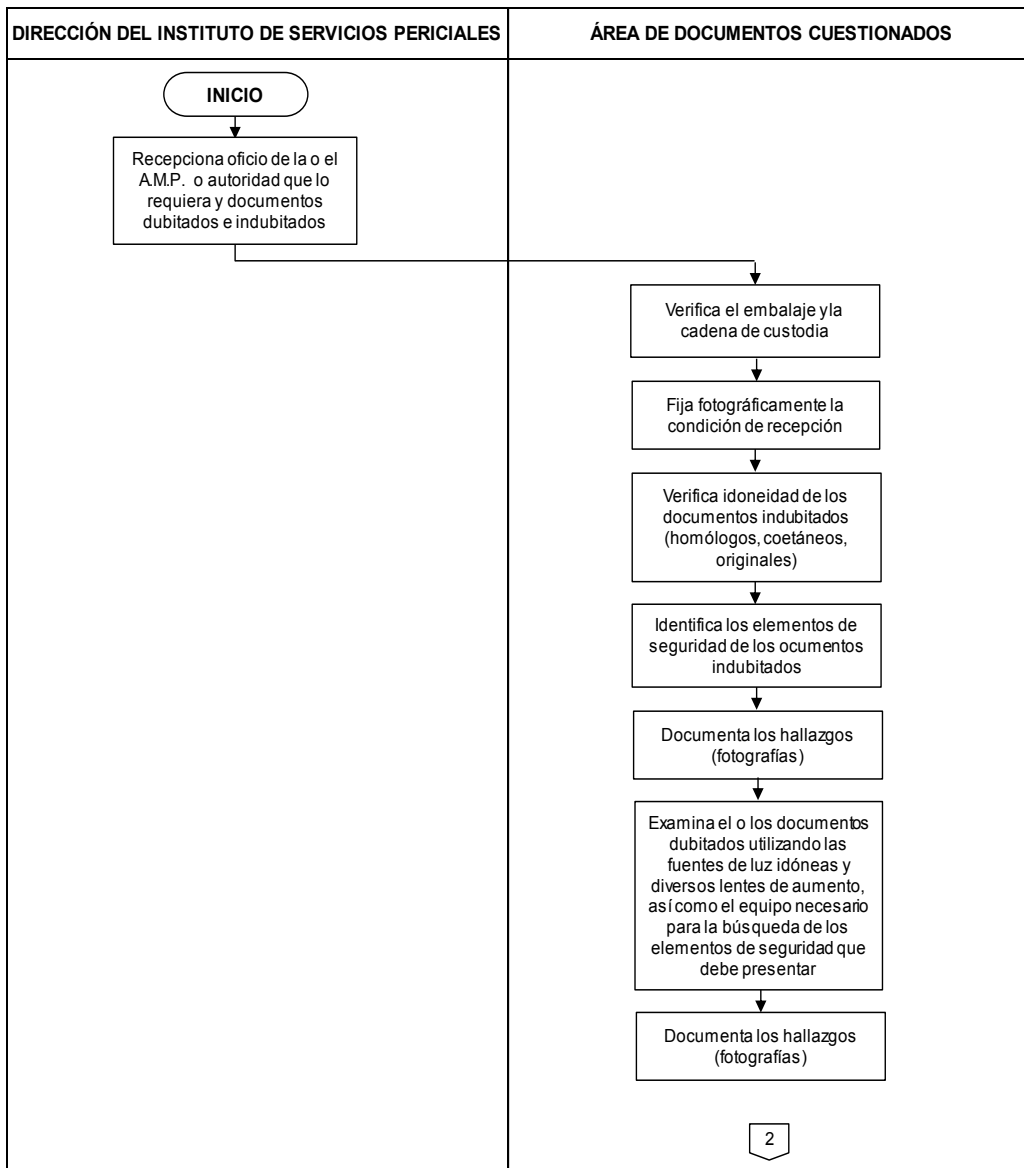 DIRECCIÓN DEL INSTITUTO DE SERVICIOS PERICIALES
ÁREA DE DOCUMENTOS CUESTIONADOS
INICIO
Recepciona oficio de la o el
A.M.P. o autoridad que lo
requiera y documentos
dubitados e indubitados
Verifica el embalaje y la
cadena de custodia
Fija fotográficamente la
condición de recepción
Verifica idoneidad de los
documentos indubitados
(homólogos, coetáneos,
originales)
Identifica los elementos de
seguridad de los ocumentos
indubitados
Documenta los hallazgos
(fotografías)
Examina el o los documentos
dubitados utilizando las
fuentes de luz idóneas y
diversos lentes de aumento,
así como el equipo necesario
para la búsqueda de los
elementos de seguridad que
debe presentar
Documenta los hallazgos
(fotografías)
2